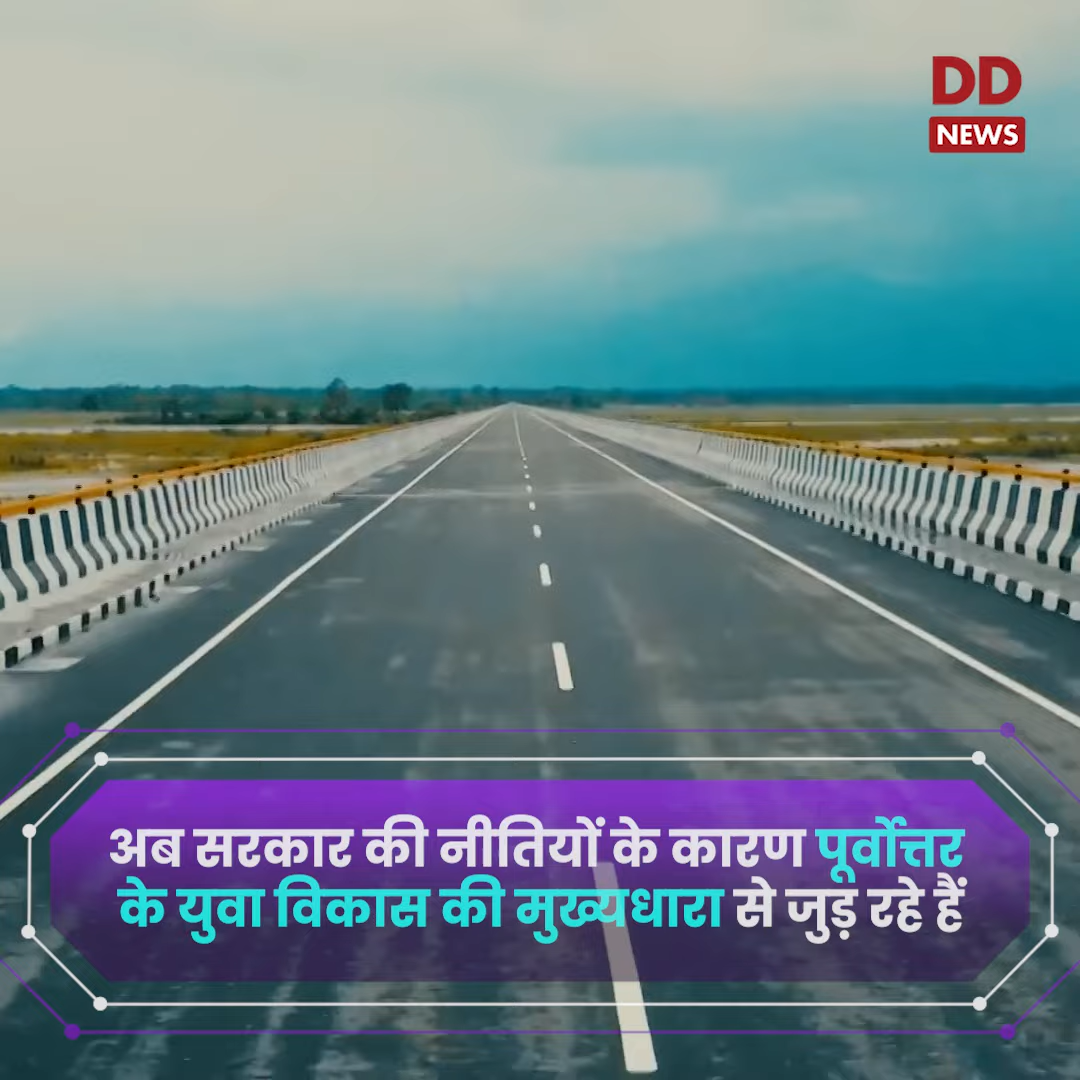 DD
NEWS
अब सरकार की नीतियों के कारण पूर्वोत्तर
के युवा विकास की मुख्यधारा से जुड़ रहे हैं